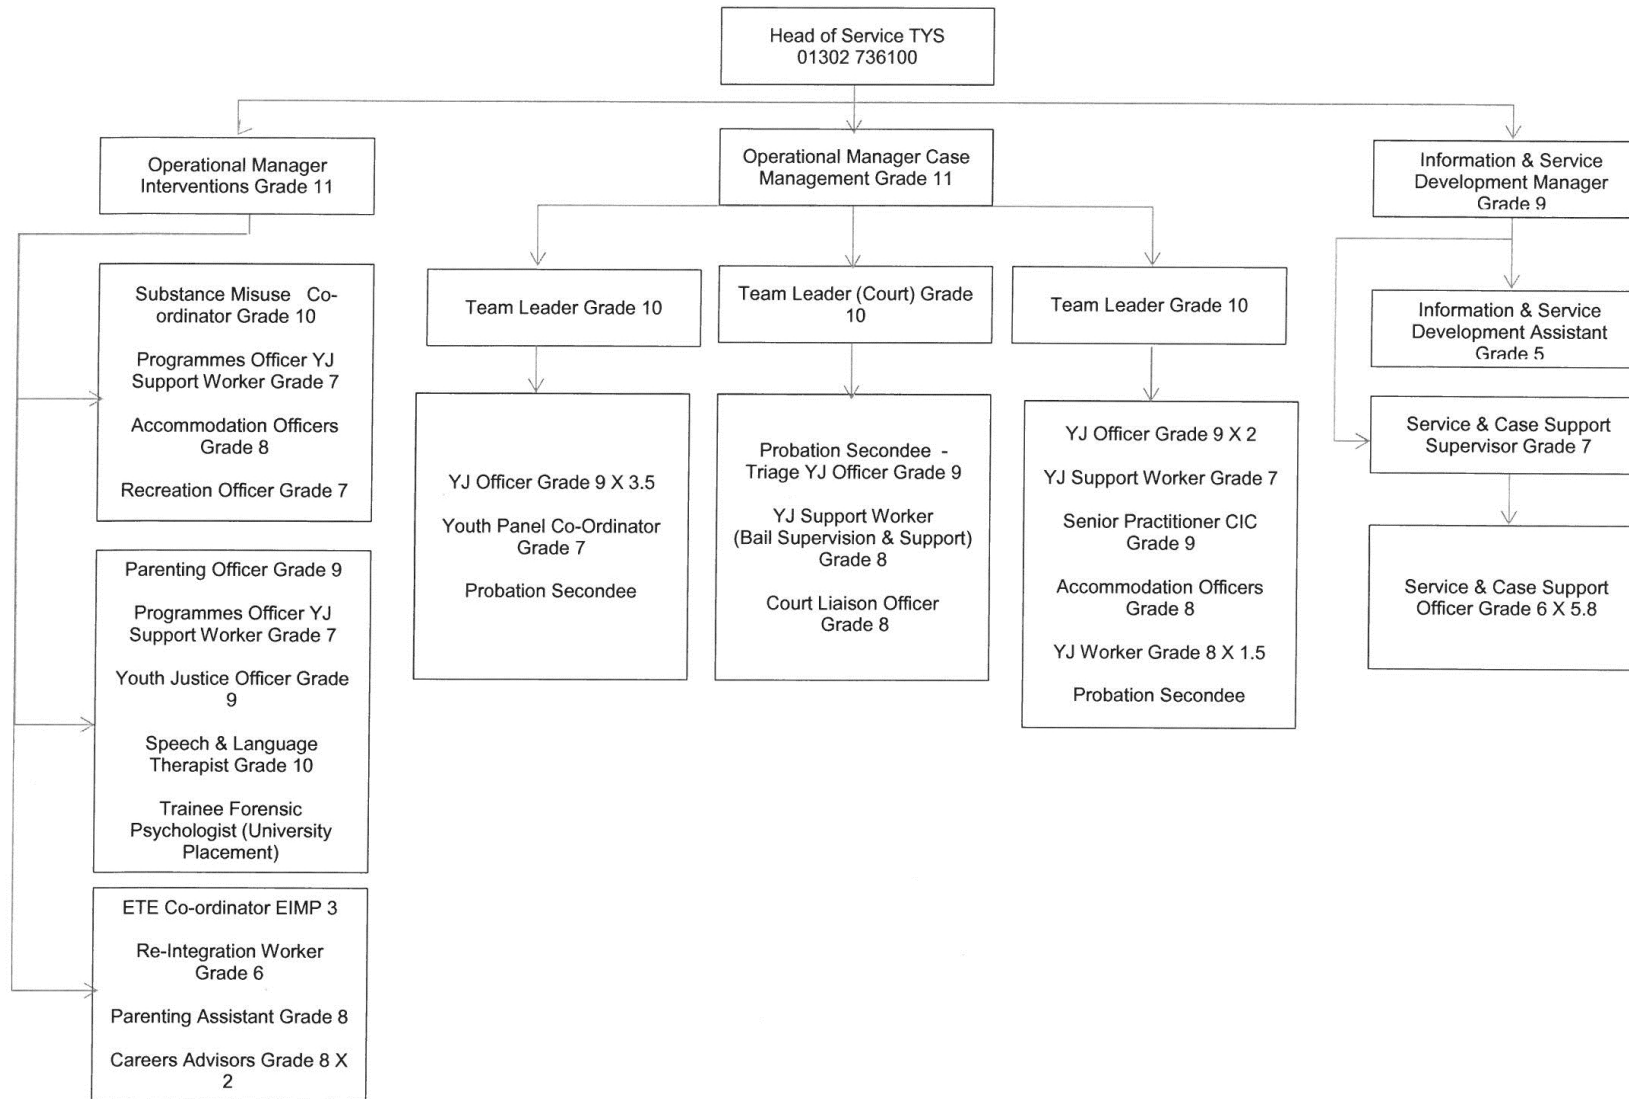 Head of Service TYS
01302 736100
Operational Manager
Interventions Grade 11
Operational Manager Case
Management Grade 11
Information & Service
Development Manager
Grade 9
Substance Misuse Co-
ordinator Grade 10
Programmes Officer YJ
Support Worker Grade 7
Accommodation Officers
Grade 8
Recreation Officer Grade 7
Parenting Officer Grade 9
Programmes Officer YJ
Support Worker Grade 7
Youth Justice Officer Grade
9
Speech & Language
Therapist Grade 10
Trainee Forensic
Psychologist (University
Placement)
ETE Co-ordinator EIMP 3
Re-Integration Worker
Grade 6
Parenting Assistant Grade 8
Careers Advisors Grade 8 X
2
Team Leader Grade 10
YJ Officer Grade 9 X 3.5
Youth Panel Co-Ordinator
Grade 7
Probation Secondee
Team Leader (Court) Grade
10
Probation Secondee -
Triage YJ Officer Grade 9
YJ Support Worker
(Bail Supervision & Support)
Grade 8
Court Liaison Officer
Grade 8
Team Leader Grade 10
YJ Officer Grade 9 X 2
YJ Support Worker Grade 7
Senior Practitioner CIC
Grade 9
Accommodation Officers
Grade 8
YJ Worker Grade 8 X 1.5
Probation Secondee
Information & Service
Development Assistant
Grade 5
Service & Case Support
Supervisor Grade 7
Service & Case Support
Officer Grade 6 X 5.8